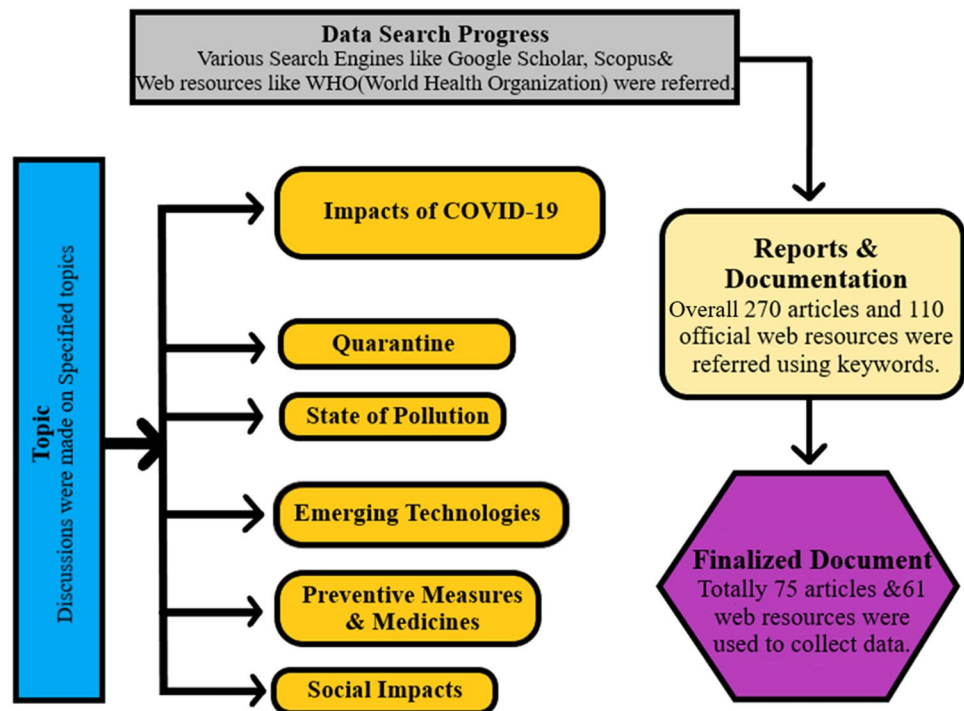 Data Search Progress
Various Search Engines like Google Scholar, Scopus&
Web resources like WHO(World Health Organization) were referred.
Topic
Discussions were made on Specified topics
Impacts of COVID-19
Quarantine
State of Pollution
Emerging Technologies
Preventive Measures
& Medicines
Social Impacts
Reports &
Documentation
Overall 270 articles and 110
official web resources were
referred using keywords.
Finalized Document
Totally 75 articles &61
web resources were
used to collect data.